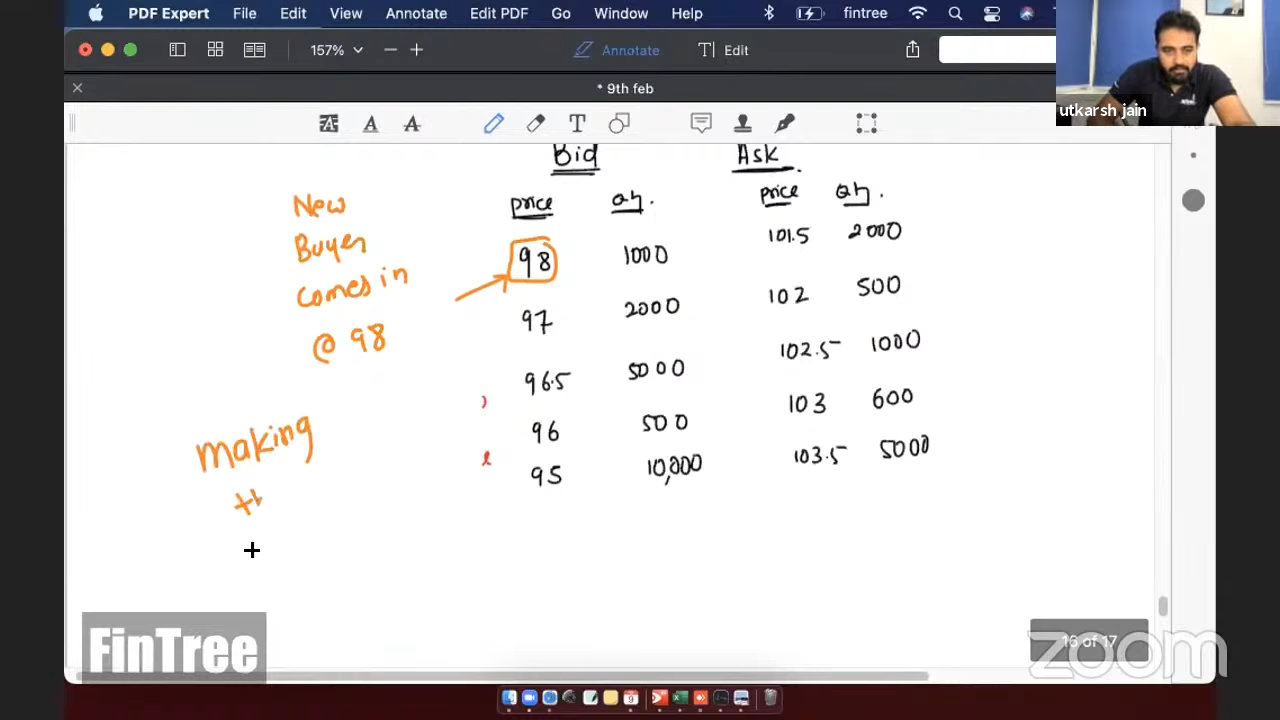 PDF Expert File Edit View Annotate Edit PDF Go Window Help fintree
157% Annotate T Edit
* 9th feb
utkarsh jain
Bid Ask
price Qty. price Qty.
New Buyer comes in @ 98
98 1000 101.5 2000
97 2000 102 500
96.5 5000 102.5 1000
96 500 103 600
95 10,000 103.5 5000
making
FinTree
16 of 17
zoom